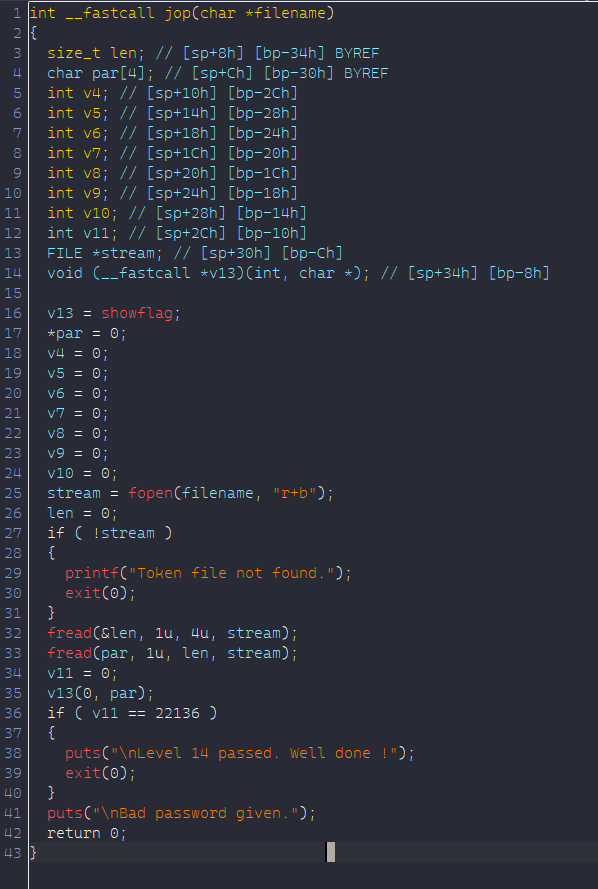 1 int __fastcall jop(char *filename)
2 {
3 size_t len; // [sp+8h] [bp-34h] BYREF
4 char par[4]; // [sp+Ch] [bp-30h] BYREF
5 int v4; // [sp+10h] [bp-2Ch]
6 int v5; // [sp+14h] [bp-28h]
7 int v6; // [sp+18h] [bp-24h]
8 int v7; // [sp+1Ch] [bp-20h]
9 int v8; // [sp+20h] [bp-1Ch]
10 int v9; // [sp+24h] [bp-18h]
11 int v10; // [sp+28h] [bp-14h]
12 int v11; // [sp+2Ch] [bp-10h]
13 FILE *stream; // [sp+30h] [bp-Ch]
14 void (__fastcall *v13)(int, char *); // [sp+34h] [bp-8h]
15
16 v13 = showflag;
17 *par = 0;
18 v4 = 0;
19 v5 = 0;
20 v6 = 0;
21 v7 = 0;
22 v8 = 0;
23 v9 = 0;
24 v10 = 0;
25 stream = fopen(filename, "r+b");
26 len = 0;
27 if ( !stream )
28 {
29 printf("Token file not found.");
30 exit(0);
31 }
32 fread(&len, 1u, 4u, stream);
33 fread(par, 1u, len, stream);
34 v11 = 0;
35 v13(0, par);
36 if ( v11 == 22136 )
37 {
38 puts("\nLevel 14 passed. Well done !");
39 exit(0);
40 }
41 puts("\nBad password given.");
42 return 0;
43 }